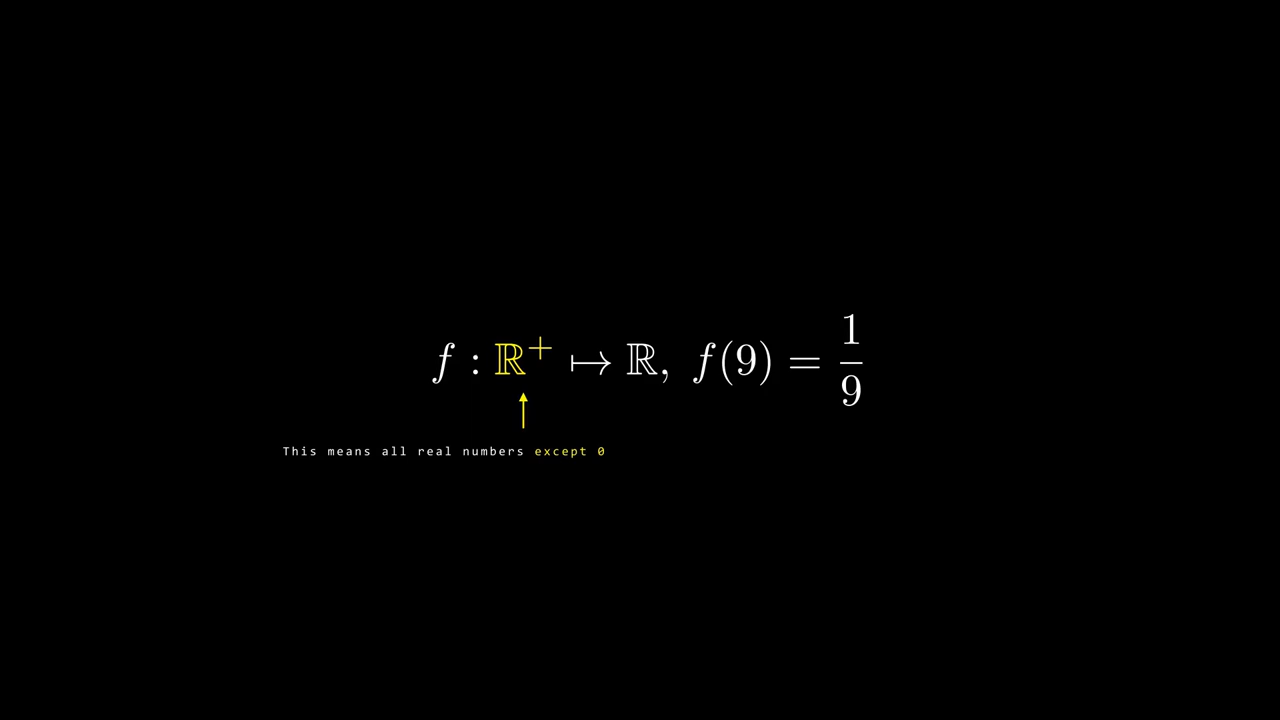 f : ℝ⁺ ↦ ℝ, f(9) = 1/9
This means all real numbers except 0